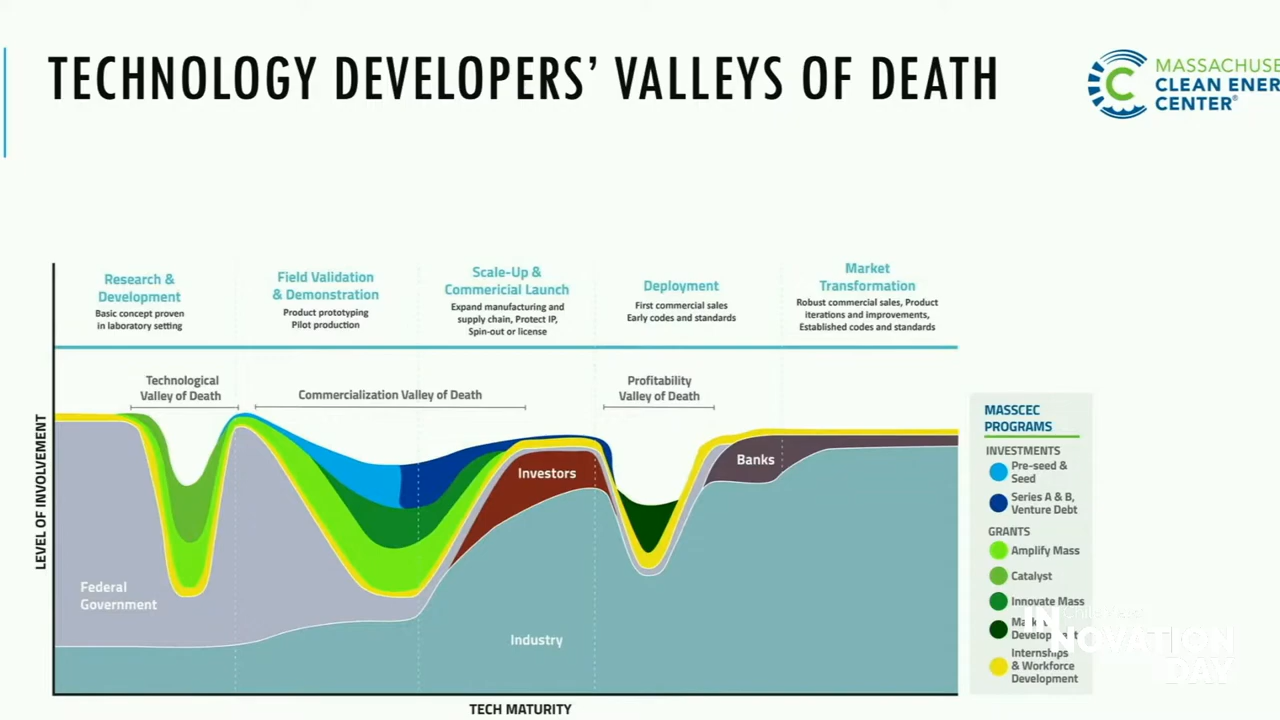 TECHNOLOGY DEVELOPERS’ VALLEYS OF DEATH
MASSACHUSE
CLEAN ENER
CENTER®
Research &
Development
Basic concept proven
in laboratory setting
Field Validation
& Demonstration
Product prototyping
Pilot production
Scale-Up &
Commericial Launch
Expand manufacturing and
supply chain, Protect IP,
Spin-out or license
Deployment
First commercial sales
Early codes and standards
Market
Transformation
Robust commercial sales, Product
iterations and improvements,
Established codes and standards
Technological
Valley of Death
Commercialization Valley of Death
Profitability
Valley of Death
LEVEL OF INVOLVEMENT
Federal
Government
Investors
Banks
Industry
TECH MATURITY
MASSCEC
PROGRAMS
INVESTMENTS
Pre-seed &
Seed
Series A & B,
Venture Debt
GRANTS
Amplify Mass
Catalyst
Innovate Mass
Development
Internships
& Workforce
Development
INNOVATION
DAY